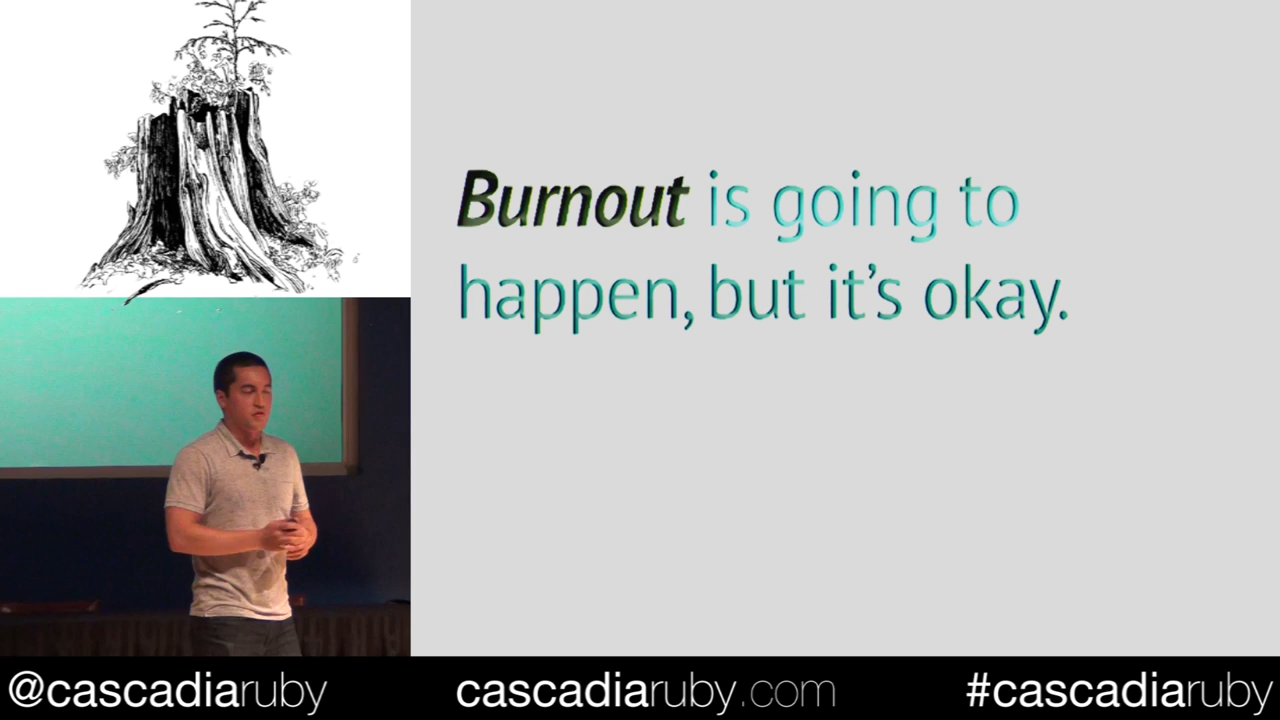 Burnout is going to
happen, but it's okay.
@cascadiaruby
cascadiaruby.com
#cascadiaruby